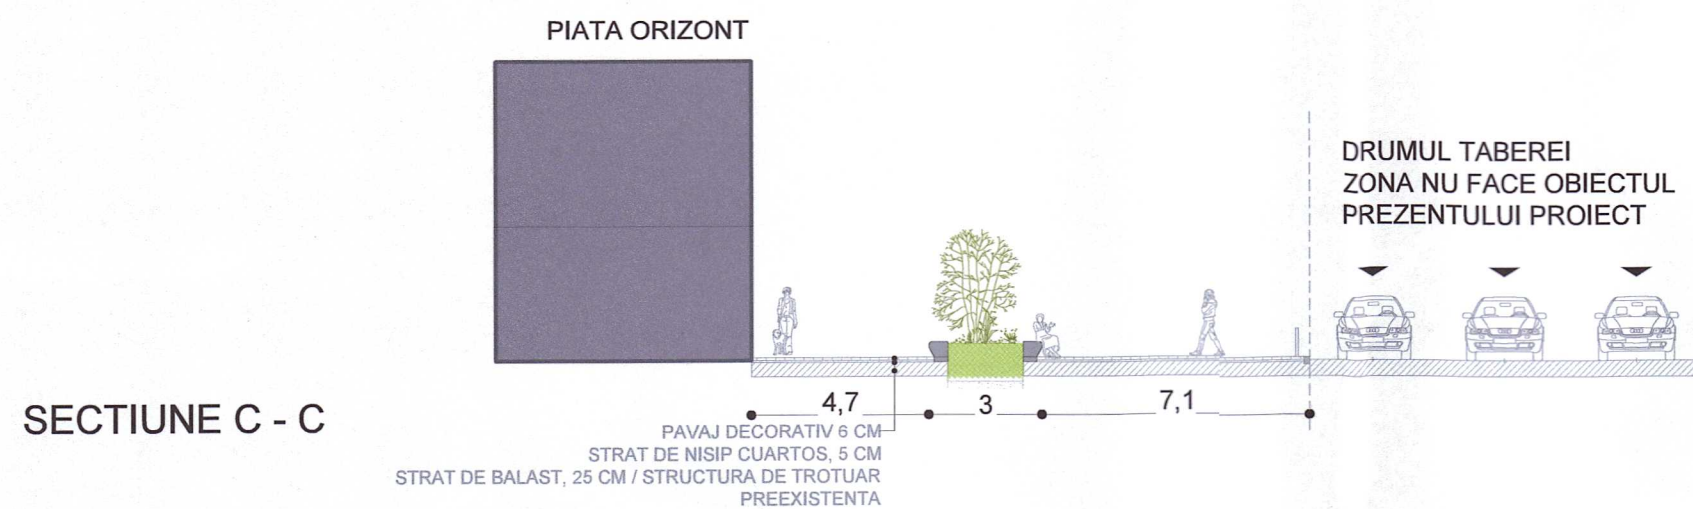 PIATA ORIZONT
DRUMUL TABEREI
ZONA NU FACE OBIECTUL
PREZENTULUI PROIECT
4,7
3
7,1
SECTIUNE C - C
PAVAJ DECORATIV 6 CM
STRAT DE NISIP CUARTOS, 5 CM
STRAT DE BALAST, 25 CM / STRUCTURA DE TROTUAR
PREEXISTENTA